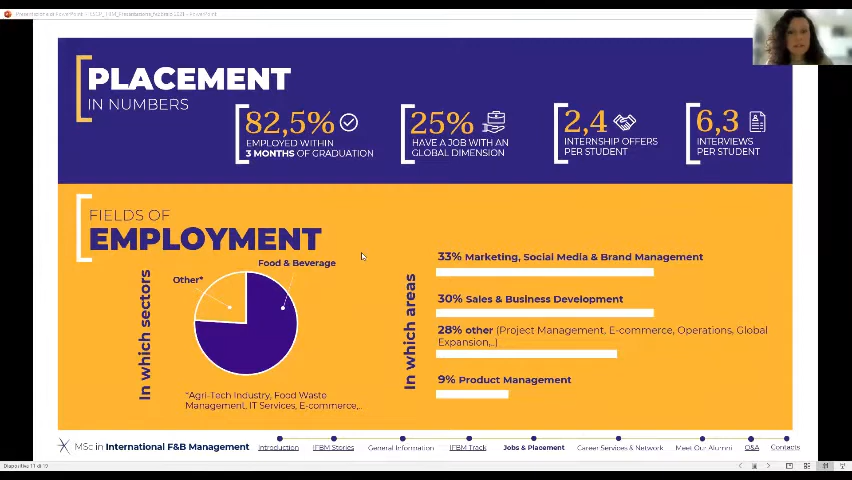 PLACEMENT
IN NUMBERS
82,5%
EMPLOYED WITHIN
3 MONTHS OF GRADUATION
25%
HAVE A JOB WITH AN
GLOBAL DIMENSION
2,4
INTERNSHIP OFFERS
PER STUDENT
6,3
INTERVIEWS
PER STUDENT
FIELDS OF
EMPLOYMENT
In which sectors
Food & Beverage
Other*
*Agri-Tech Industry, Food Waste
Management, IT Services, E-commerce,..
In which areas
33% Marketing, Social Media & Brand Management
30% Sales & Business Development
28% other (Project Management, E-commerce, Operations, Global
Expansion,..)
9% Product Management
MSc in International F&B Management
Introduction
IFBM Stories
General Information
IFBM Track
Jobs & Placement
Career Services & Network
Meet Our Alumni
Q&A
Contacts
Diapositiva 11 di 19